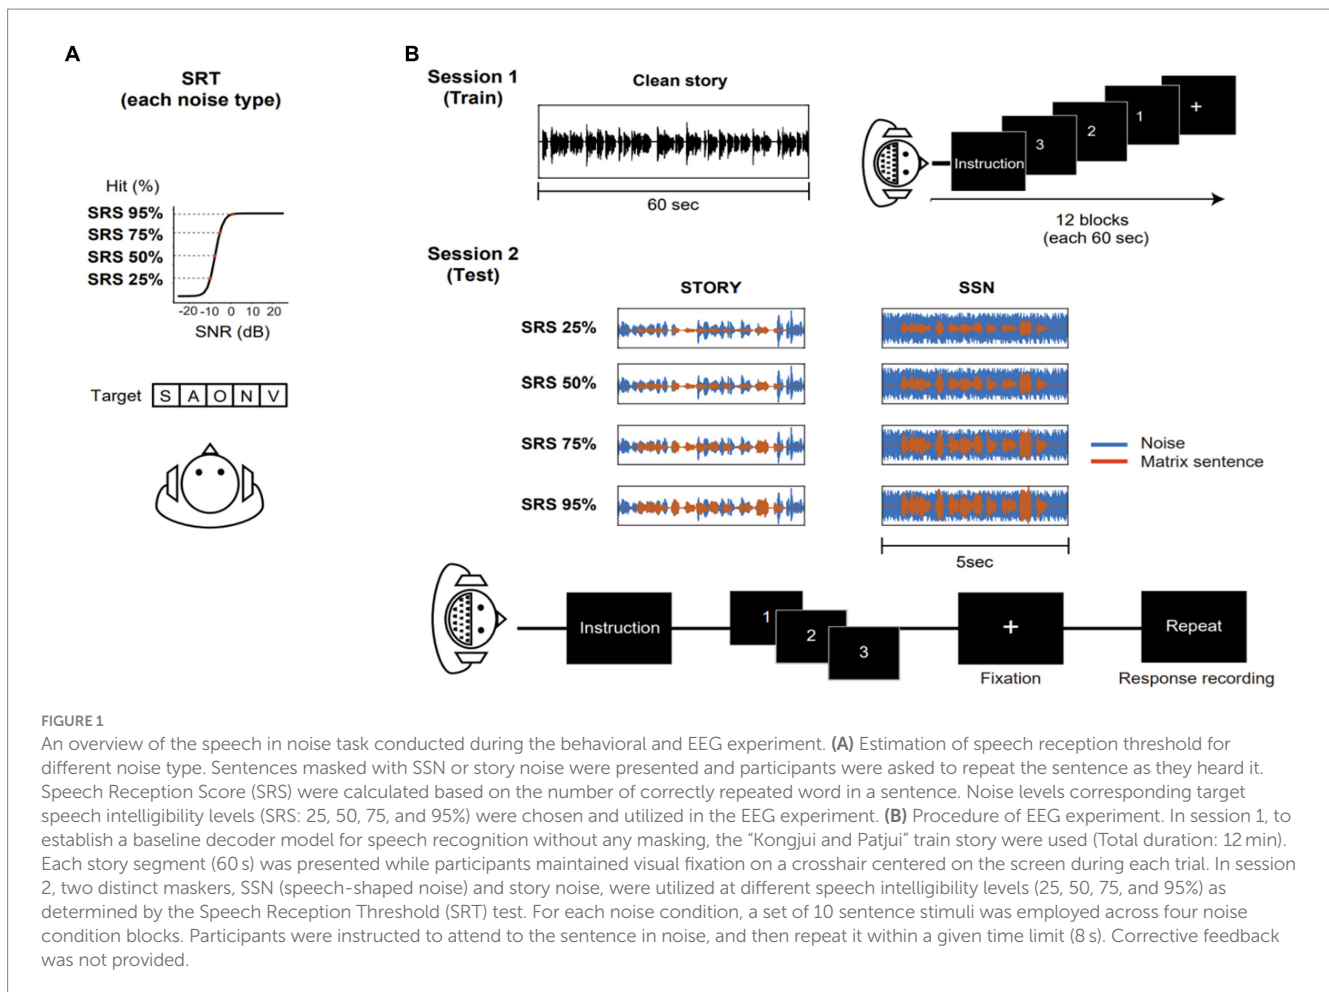 A
SRT
(each noise type)
Hit (%)
SRS 95%
SRS 75%
SRS 50%
SRS 25%
-20 -10 0 10 20
SNR (dB)
Target S A O N V
B
Session 1
(Train)
Clean story
60 sec
Instruction
3
2
1
+
12 blocks
(each 60 sec)
Session 2
(Test)
STORY
SSN
SRS 25%
SRS 50%
SRS 75%
SRS 95%
Noise
Matrix sentence
5sec
Instruction
1
2
3
+
Fixation
Repeat
Response recording
FIGURE 1
An overview of the speech in noise task conducted during the behavioral and EEG experiment. (A) Estimation of speech reception threshold for
different noise type. Sentences masked with SSN or story noise were presented and participants were asked to repeat the sentence as they heard it.
Speech Reception Score (SRS) were calculated based on the number of correctly repeated word in a sentence. Noise levels corresponding target
speech intelligibility levels (SRS: 25, 50, 75, and 95%) were chosen and utilized in the EEG experiment. (B) Procedure of EEG experiment. In session 1, to
establish a baseline decoder model for speech recognition without any masking, the “Kongjui and Patjui” train story were used (Total duration: 12 min).
Each story segment (60 s) was presented while participants maintained visual fixation on a crosshair centered on the screen during each trial. In session
2, two distinct maskers, SSN (speech-shaped noise) and story noise, were utilized at different speech intelligibility levels (25, 50, 75, and 95%) as
determined by the Speech Reception Threshold (SRT) test. For each noise condition, a set of 10 sentence stimuli was employed across four noise
condition blocks. Participants were instructed to attend to the sentence in noise, and then repeat it within a given time limit (8 s). Corrective feedback
was not provided.